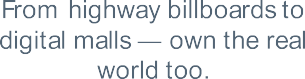 From highway billboards to
digital malls — own the real
world too.